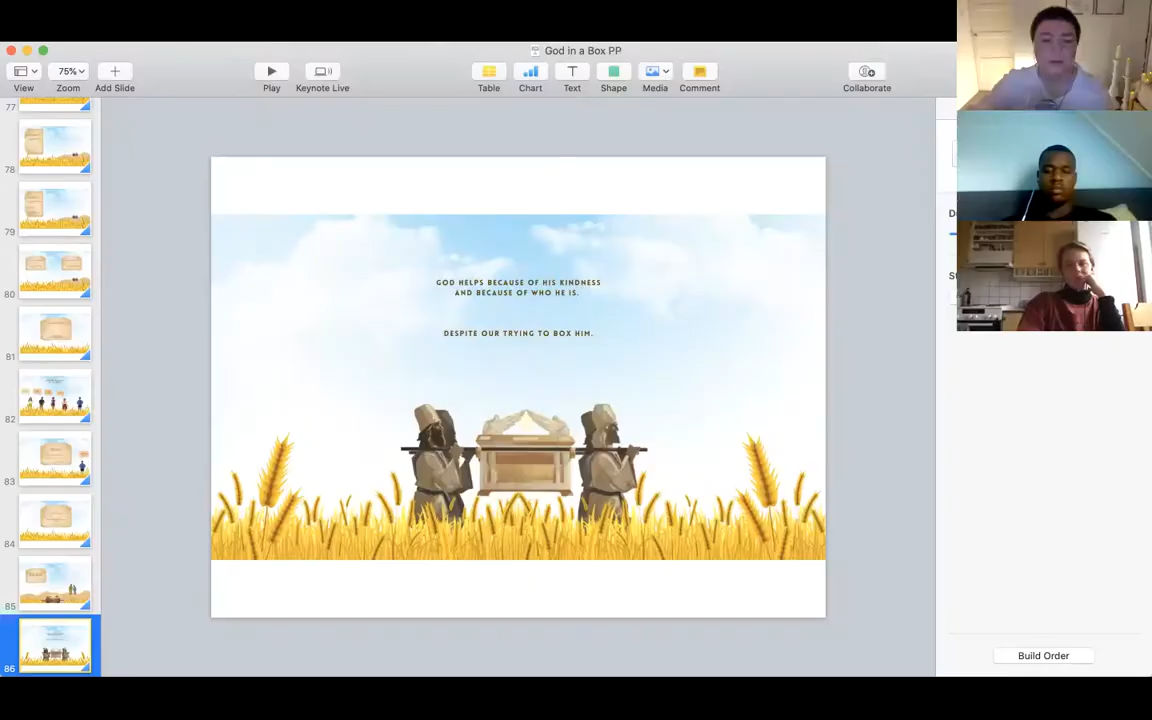 God in a Box PP
75%
View
Zoom
Add Slide
Play
Keynote Live
Table
Chart
Text
Shape
Media
Comment
Collaborate
77
78
79
80
81
82
83
84
85
86
GOD HELPS BECAUSE OF HIS KINDNESS
AND BECAUSE OF WHO HE IS.
DESPITE OUR TRYING TO BOX HIM.
Build Order